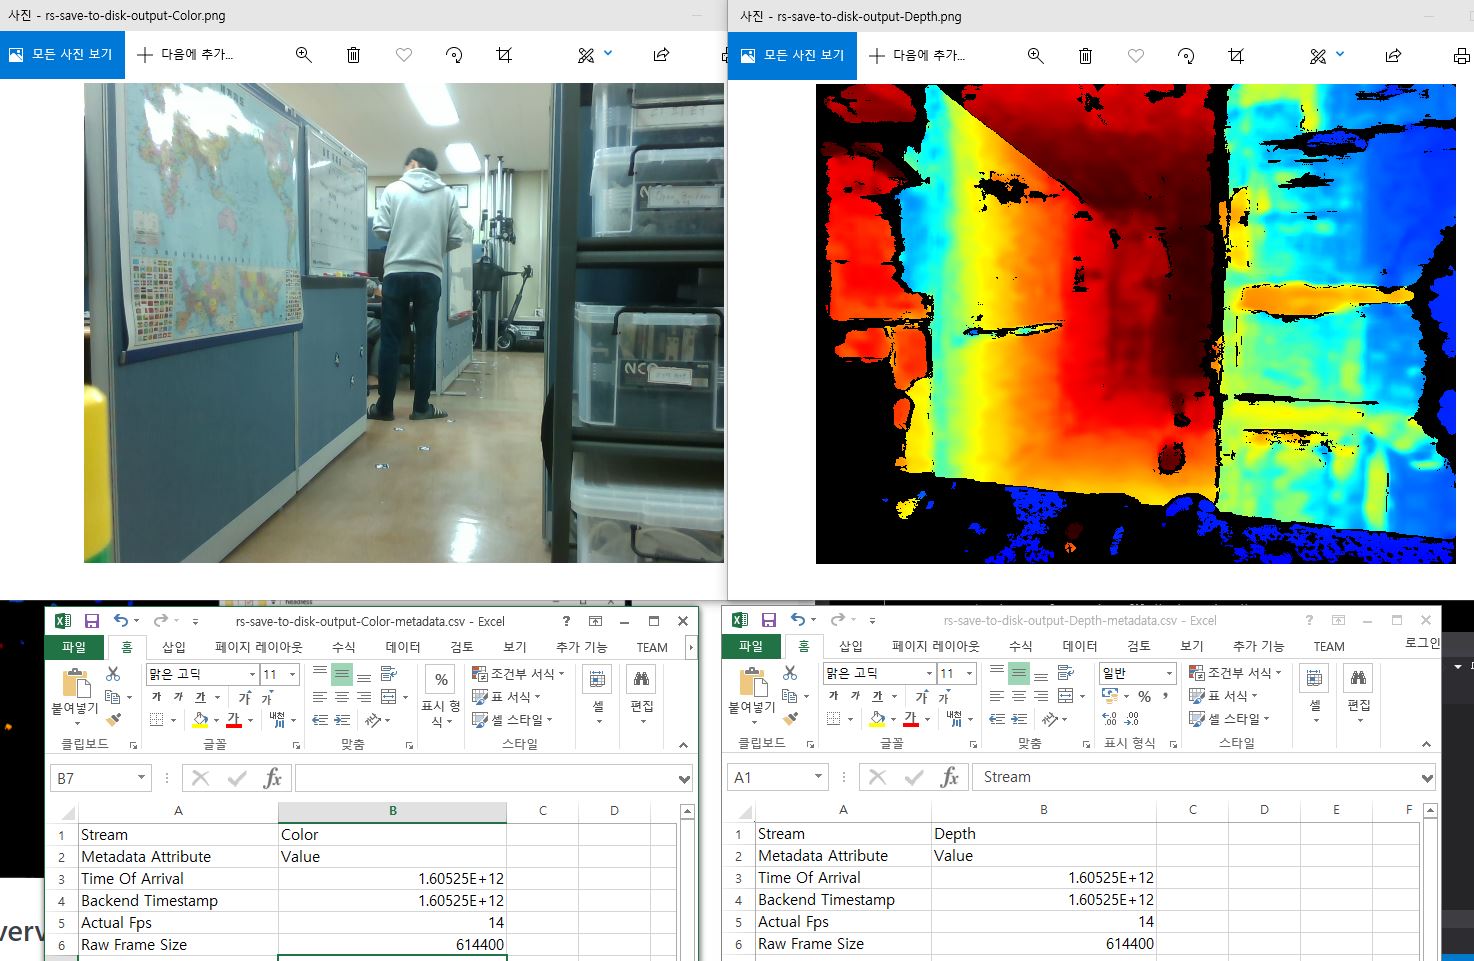 사진 - rs-save-to-disk-output-Color.png
모든 사진 보기
다음에 추가...
NCC
NCC
사진 - rs-save-to-disk-output-Depth.png
모든 사진 보기
다음에 추가...
headless
rs-save-to-disk-output-Color-metadata.csv - Excel
?
파일 홈 삽입 페이지 레이아웃 수식 데이터 검토 보기 추가 기능 TEAM
붙여넣기
맑은 고딕 11
가 가 가 가 가
가 내천
%
표시 형식
조건부 서식
표 서식
셀 스타일
셀
편집
클립보드 글꼴 맞춤 스타일
B7
fx
A B C D
1 Stream Color
2 Metadata Attribute Value
3 Time Of Arrival 1.60525E+12
4 Backend Timestamp 1.60525E+12
5 Actual Fps 14
6 Raw Frame Size 614400
rs-save-to-disk-output-Depth-metadata.csv - Excel
?
파일 홈 삽입 페이지 레이아웃 수식 데이터 검토 보기 추가 기능 TEAM 로그인
붙여넣기
맑은 고딕 11
가 가 가 가 가
가 내천
일반
% ,
조건부 서식
표 서식
셀 스타일
셀
편집
클립보드 글꼴 맞춤 표시 형식 스타일
A1
fx Stream
A B C D E F
1 Stream Depth
2 Metadata Attribute Value
3 Time Of Arrival 1.60525E+12
4 Backend Timestamp 1.60525E+12
5 Actual Fps 14
6 Raw Frame Size 614400